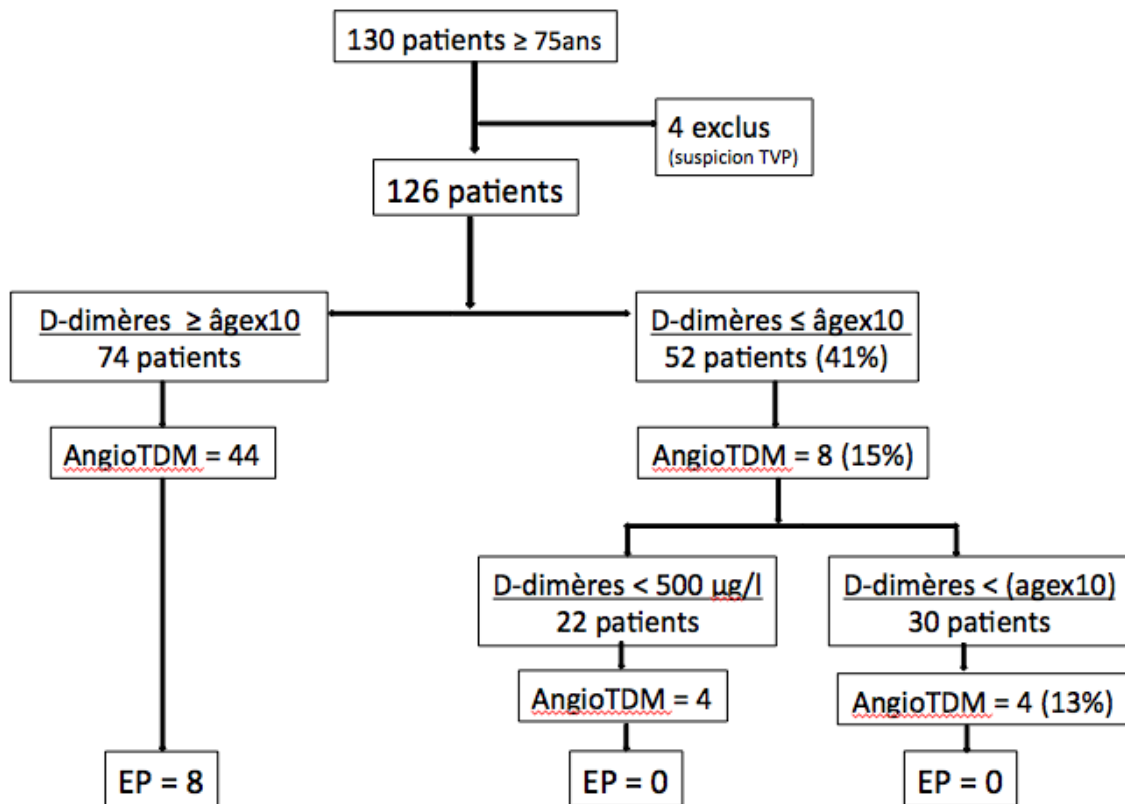 130 patients ≥ 75ans
4 exclus
(suspicion TVP)
126 patients
D-dimères ≥ âgex10
74 patients
D-dimères ≤ âgex10
52 patients (41%)
AngioTDM = 44
AngioTDM = 8 (15%)
D-dimères < 500 µg/l
22 patients
D-dimères < (agex10)
30 patients
AngioTDM = 4
AngioTDM = 4 (13%)
EP = 8
EP = 0
EP = 0